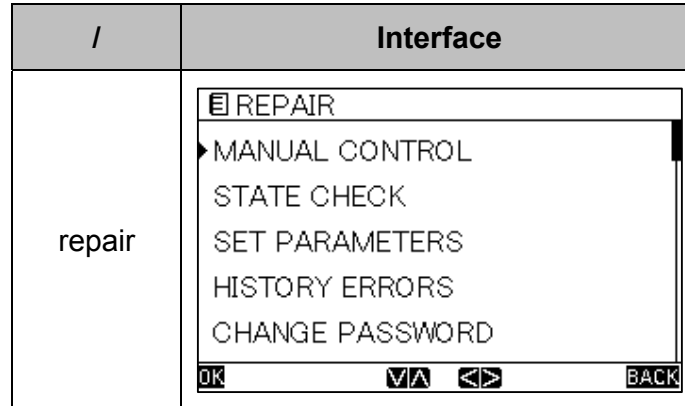 / Interface
repair
REPAIR
MANUAL CONTROL
STATE CHECK
SET PARAMETERS
HISTORY ERRORS
CHANGE PASSWORD
OK BACK